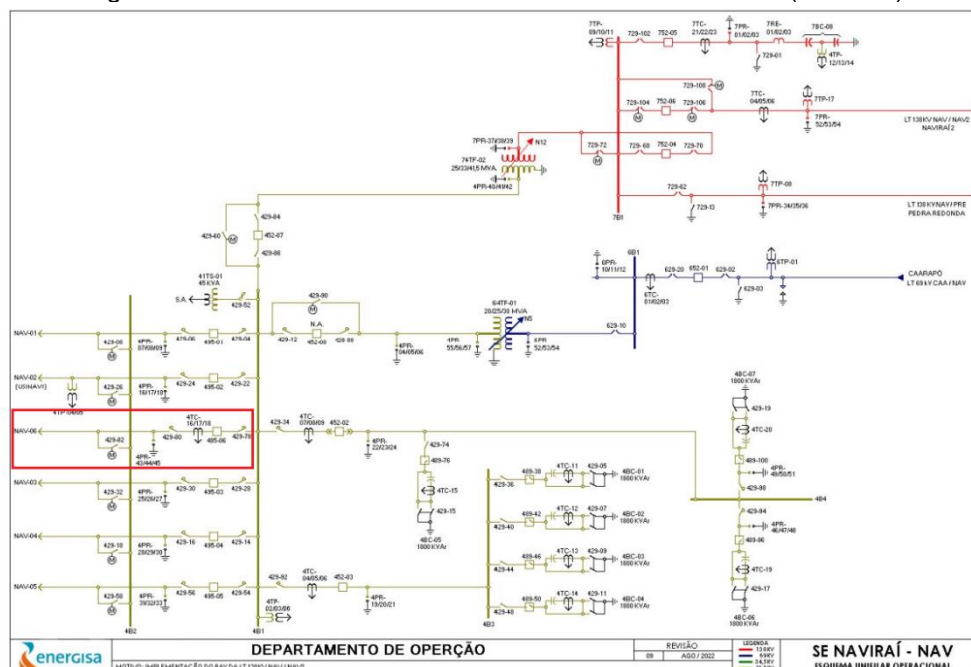 7TP-
09/10/11
729-102
752-05
7TC-
21/22/23
7PR-
01/02/03
7RE-
01/02/03
7BC-08
729-01
4TP-
12/13/14
729-108
M
729-104
752-06
729-106
7TC-
04/05/06
7TP-17
M
M
7PR-
52/53/54
LT 138KV NAV / NAV2
NAVIRAÍ 2
7PR-37/38/39
N12
74TF-02
25/33/41,5 MVA
4PR-40/41/42
729-72
729-68
752-04
729-70
M
729-62
7TP-08
7B1
729-13
7PR-34/35/36
LT 138 KV NAV / PRE
PEDRA REDONDA
429-84
429-60
M
452-07
429-86
41TS-01
45 KVA
S.A.
429-52
6B1
6PR-
10/11/12
629-20
652-01
629-02
6TP-01
6TC-
01/02/03
629-03
CAARAPÓ
LT 69 kV CAA / NAV
429-90
M
N.A.
429-12
452-08
64TF-01
20/25/30 MVA
N5
629-10
4PR-
04/05/06
4PR-
55/56/57
6PR
52/53/54
NAV-01
429-08
M
4PR-
07/08/09
429-06
495-01
429-04
NAV-02
(USINAVI)
429-26
M
4PR-
16/17/18
429-24
495-02
429-22
4TP-04/05
NAV-06
429-82
M
4PR-
43/44/45
429-80
4TC-
16/17/18
495-06
429-78
429-34
4TC-
07/08/09
452-02
4PR-
22/23/24
429-74
489-76
4TC-15
429-15
4BC-05
1800 KVAr
4BC-07
1800 KVAr
429-19
4TC-20
489-100
4PR-
49/50/51
429-98
4B4
429-94
4PR-
46/47/48
489-96
4TC-19
429-17
4BC-06
1800 KVAr
NAV-03
429-32
M
4PR-
25/26/27
429-30
495-03
429-28
NAV-04
429-18
M
4PR-
28/29/30
429-16
495-04
429-14
NAV-05
429-58
M
4PR-
31/32/33
429-56
495-05
429-54
429-92
4TC-
04/05/06
452-03
4PR-
19/20/21
4TP-
02/03/06
4B2
4B1
4B3
429-36
489-38
4TC-11
429-05
4BC-01
1800 KVAr
429-40
489-42
4TC-12
429-07
4BC-02
1800 KVAr
429-44
489-46
4TC-13
429-09
4BC-03
1800 KVAr
429-48
489-50
4TC-14
429-11
4BC-04
1800 KVAr
energisa
DEPARTAMENTO DE OPERÇÃO
REVISÃO
09
AGO / 2022
LEGENDA
138KV
69KV
34,5KV
SE NAVIRAÍ - NAV
ESQUEMA UNIFILAR OPERACIONAL